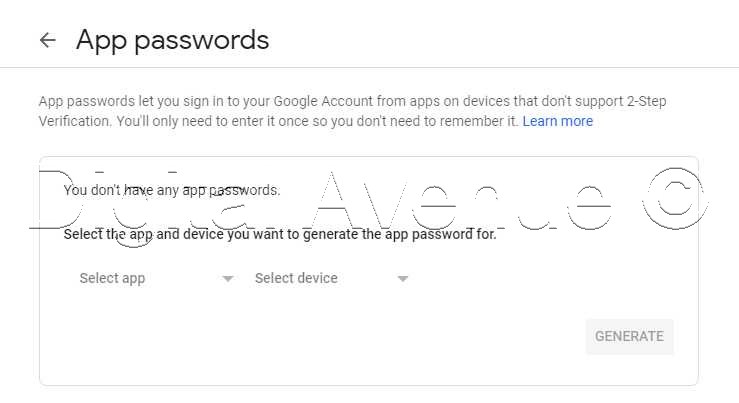 App passwords
App passwords let you sign in to your Google Account from apps on devices that don't support 2-Step
Verification. You'll only need to enter it once so you don't need to remember it. Learn more
You don't have any app passwords.
Digital Avenue ©
Select the app and device you want to generate the app password for.
Select app Select device
GENERATE